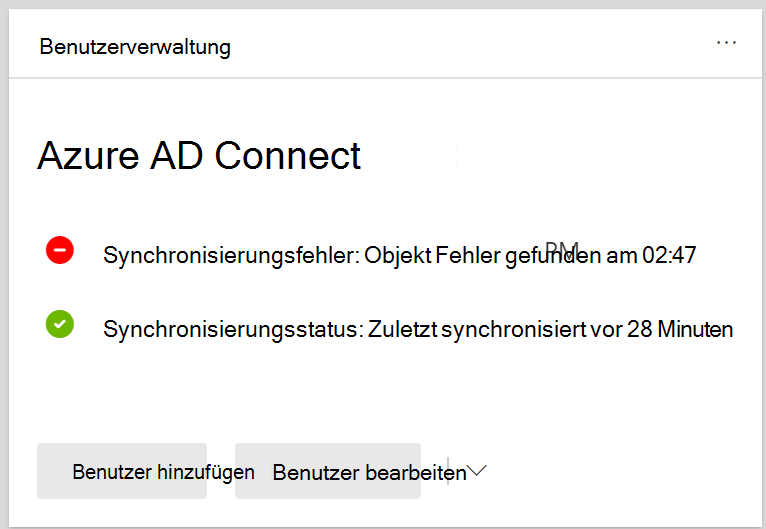 Benutzerverwaltung
Azure AD Connect
Synchronisierungsfehler: Objekt Fehler gefunden am 02:47 PM
Synchronisierungsstatus: Zuletzt synchronisiert vor 28 Minuten
Benutzer hinzufügen
Benutzer bearbeiten